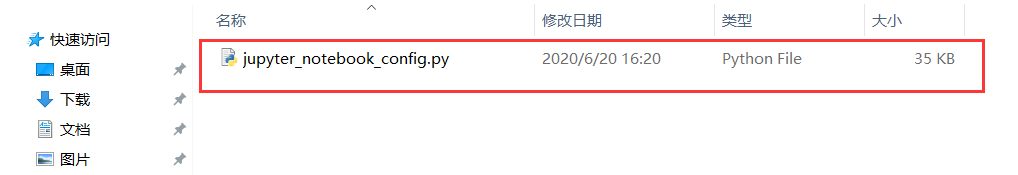 名称 修改日期 类型 大小
快速访问
jupyter_notebook_config.py 2020/6/20 16:20 Python File 35 KB
桌面
下载
文档
图片